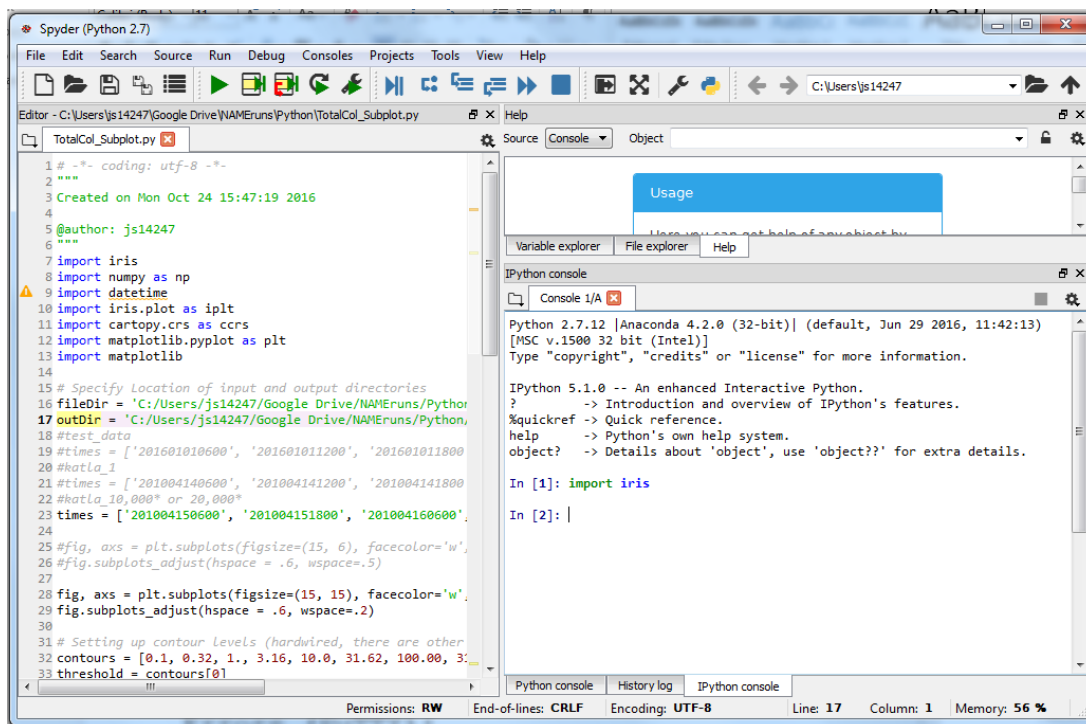 Spyder (Python 2.7)
File Edit Search Source Run Debug Consoles Projects Tools View Help
C:\Users\js14247
Editor - C:\Users\js14247\Google Drive\NAMEruns\Python\TotalCol_Subplot.py
TotalCol_Subplot.py
1 # -*- coding: utf-8 -*-
2 """
3 Created on Mon Oct 24 15:47:19 2016
4
5 @author: js14247
6 """
7 import iris
8 import numpy as np
9 import datetime
10 import iris.plot as iplt
11 import cartopy.crs as ccrs
12 import matplotlib.pyplot as plt
13 import matplotlib
14
15 # Specify Location of input and output directories
16 fileDir = 'C:/Users/js14247/Google Drive/NAMEruns/Python
17 outDir = 'C:/Users/js14247/Google Drive/NAMEruns/Python/
18 #test_data
19 #times = ['201601010600', '201601011200', '201601011800
20 #katla_1
21 #times = ['201004140600', '201004141200', '201004141800
22 #katla_10,000* or 20,000*
23 times = ['201004150600', '201004151800', '201004160600',
24
25 #fig, axs = plt.subplots(figsize=(15, 6), facecolor='w',
26 #fig.subplots_adjust(hspace = .6, wspace=.5)
27
28 fig, axs = plt.subplots(figsize=(15, 15), facecolor='w',
29 fig.subplots_adjust(hspace = .6, wspace=.2)
30
31 # Setting up contour levels (hardwired, there are other
32 contours = [0.1, 0.32, 1., 3.16, 10.0, 31.62, 100.00, 31
33 threshold = contours[0]
Help
Source Console Object
Usage
Here you can get help of any object by
Variable explorer File explorer Help
IPython console
Console 1/A
Python 2.7.12 |Anaconda 4.2.0 (32-bit)| (default, Jun 29 2016, 11:42:13)
[MSC v.1500 32 bit (Intel)]
Type "copyright", "credits" or "license" for more information.
IPython 5.1.0 -- An enhanced Interactive Python.
? -> Introduction and overview of IPython's features.
%quickref -> Quick reference.
help -> Python's own help system.
object? -> Details about 'object', use 'object??' for extra details.
In [1]: import iris
In [2]:
Python console History log IPython console
Permissions: RW End-of-lines: CRLF Encoding: UTF-8 Line: 17 Column: 1 Memory: 56 %